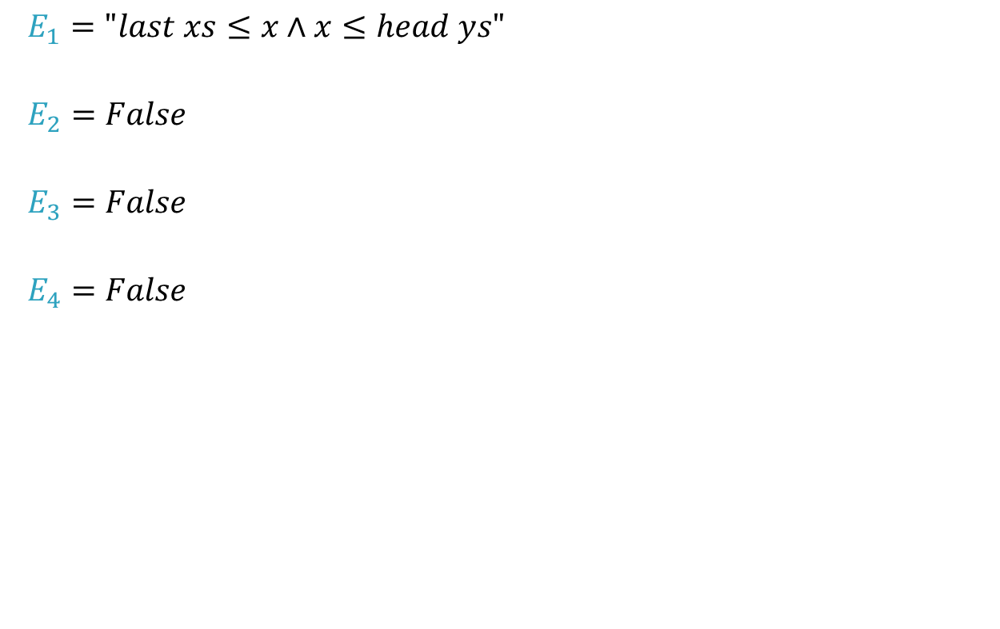 E₁ = "last xs ≤ x ∧ x ≤ head ys"
E₂ = False
E₃ = False
E₄ = False